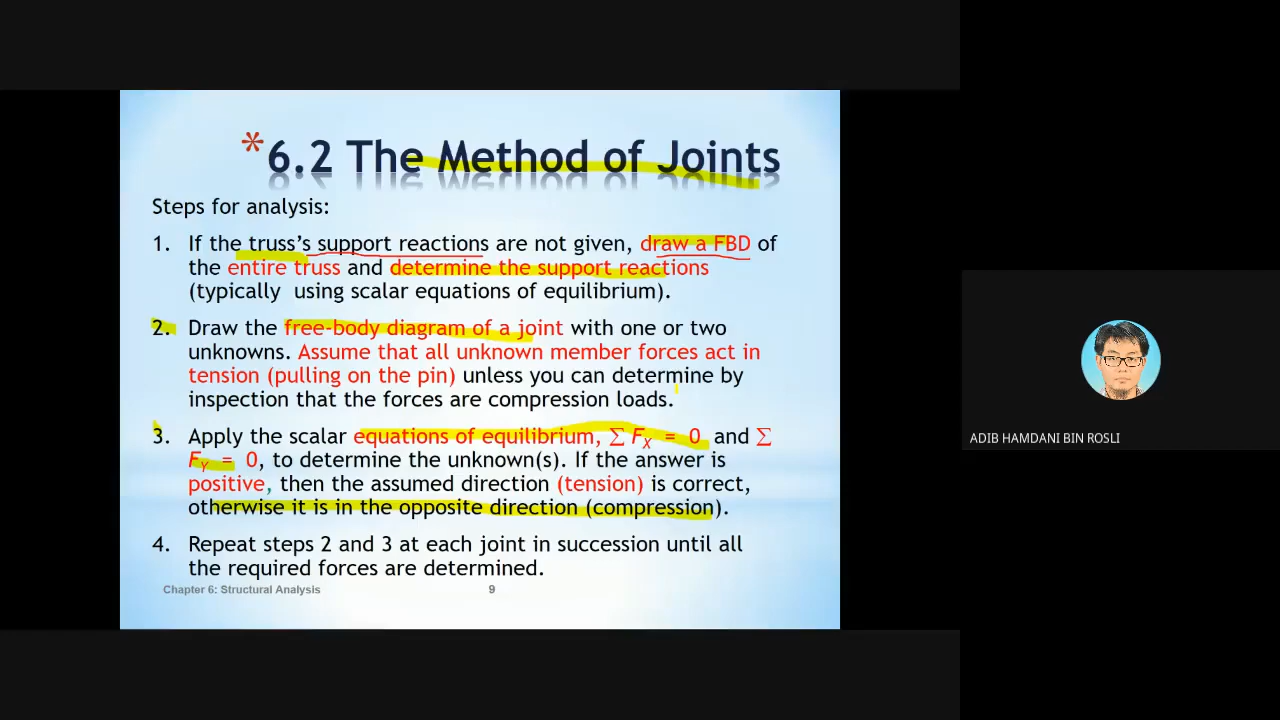 *6.2 The Method of Joints
Steps for analysis:
1. If the truss’s support reactions are not given, draw a FBD of
the entire truss and determine the support reactions
(typically using scalar equations of equilibrium).
2. Draw the free-body diagram of a joint with one or two
unknowns. Assume that all unknown member forces act in
tension (pulling on the pin) unless you can determine by
inspection that the forces are compression loads.
3. Apply the scalar equations of equilibrium, ∑ FX = 0 and ∑
FY = 0, to determine the unknown(s). If the answer is
positive, then the assumed direction (tension) is correct,
otherwise it is in the opposite direction (compression).
4. Repeat steps 2 and 3 at each joint in succession until all
the required forces are determined.
Chapter 6: Structural Analysis 9
ADIB HAMDANI BIN ROSLI